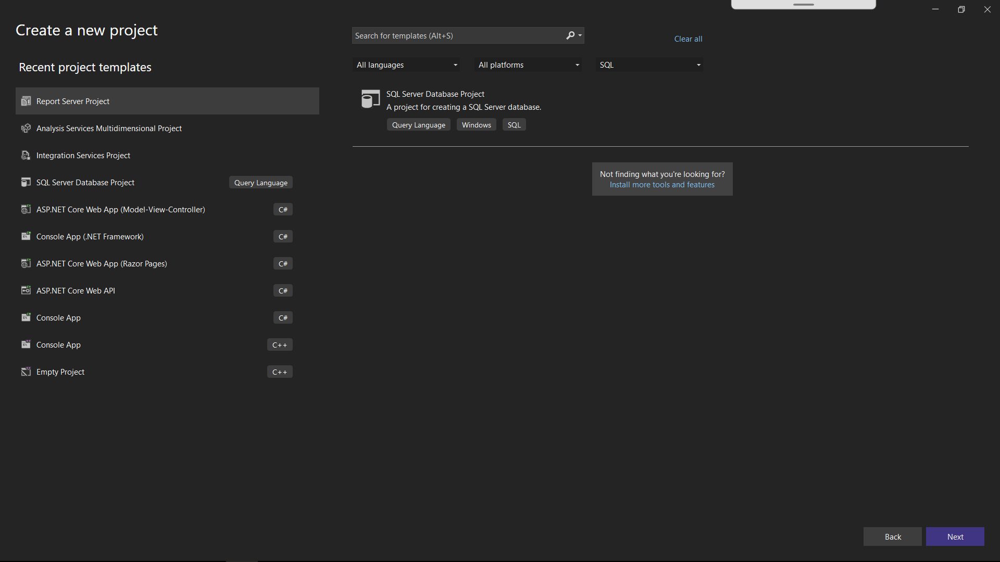 Create a new project
Search for templates (Alt+S)
Clear all
Recent project templates
All languages
All platforms
SQL
Report Server Project
Analysis Services Multidimensional Project
Integration Services Project
SQL Server Database Project
Query Language
ASP.NET Core Web App (Model-View-Controller)
C#
Console App (.NET Framework)
C#
ASP.NET Core Web App (Razor Pages)
C#
ASP.NET Core Web API
C#
Console App
C#
Console App
C++
Empty Project
C++
SQL Server Database Project
A project for creating a SQL Server database.
Query Language
Windows
SQL
Not finding what you're looking for?
Install more tools and features
Back
Next